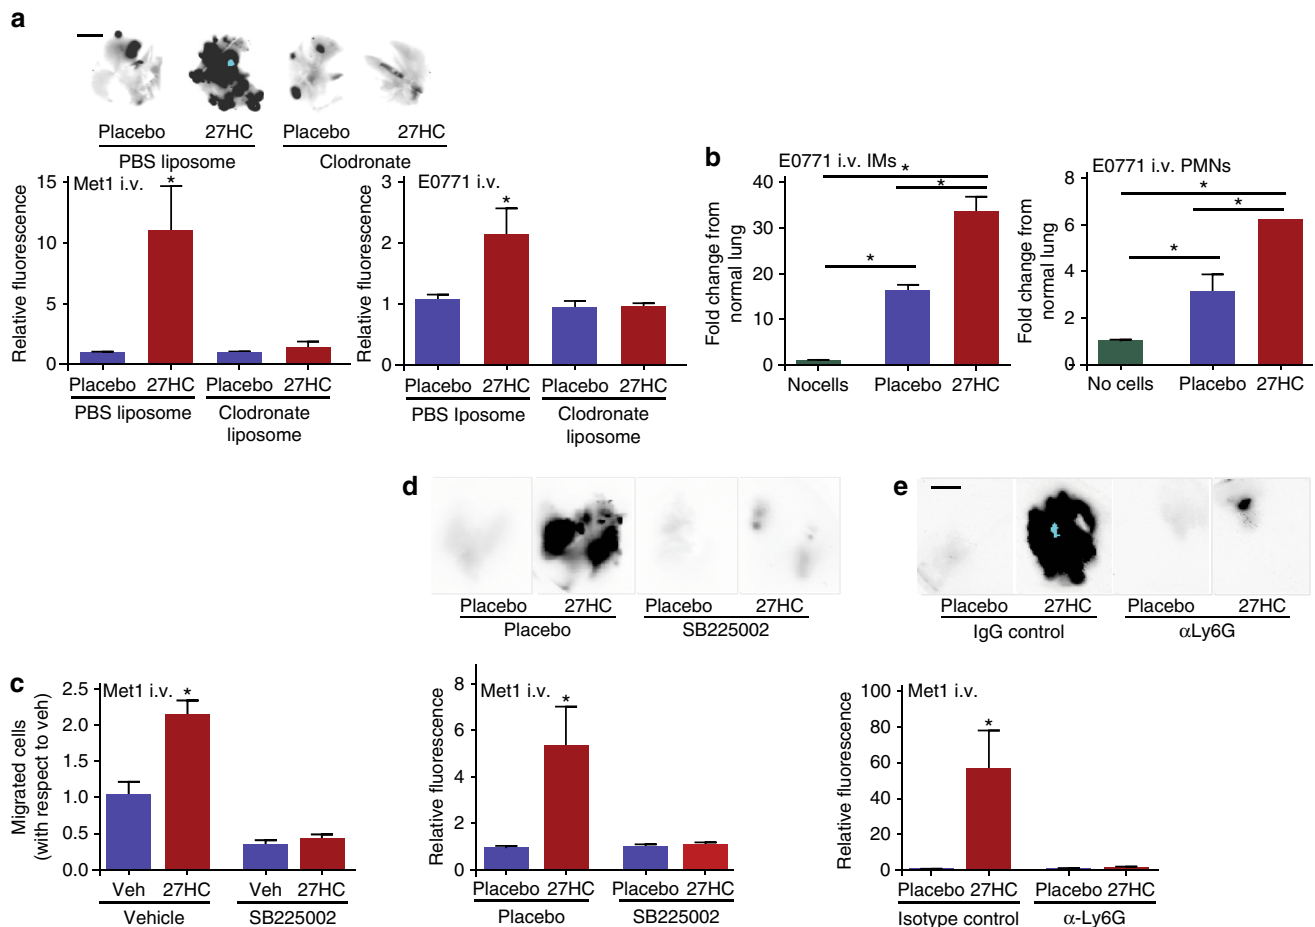 a
Placebo 27HC Placebo 27HC
PBS liposome Clodronate
Met1 i.v.
*
Relative fluorescence
15
10
5
0
Placebo 27HC Placebo 27HC
PBS liposome Clodronate
liposome
E0771 i.v.
*
Relative fluorescence
3
2
1
0
Placebo 27HC Placebo 27HC
PBS lposome Clodronate
liposome
b
E0771 i.v. IMs
*
*
*
Fold change from
normal lung
40
30
20
10
0
Nocells Placebo 27HC
E0771 i.v. PMNs
*
*
*
Fold change from
normal lung
8
6
4
2
0
No cells Placebo 27HC
c
Met1 i.v.
*
Migrated cells
(with respect to veh)
2.5
2.0
1.5
1.0
0.5
0.0
Veh 27HC Veh 27HC
Vehicle SB225002
d
Placebo 27HC Placebo 27HC
Placebo SB225002
Met1 i.v.
*
Relative fluorescence
8
6
4
2
0
Placebo 27HC Placebo 27HC
Placebo SB225002
e
Placebo 27HC Placebo 27HC
IgG control αLy6G
Met1 i.v.
*
Relative fluorescence
100
80
60
40
20
0
Placebo 27HC Placebo 27HC
Isotype control α-Ly6G